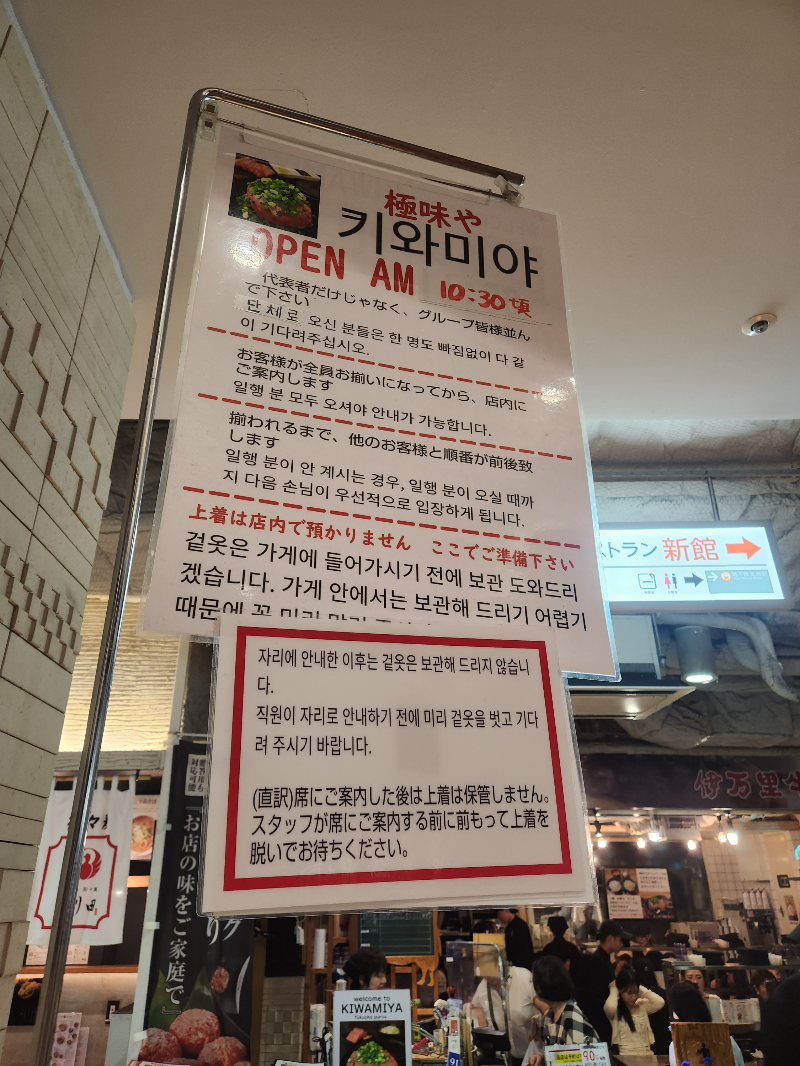 極味や
키와미야
OPEN AM 10:30頃
代表者だけじゃなく、グループ皆様並ん
で下さい
단체로 오신 분들은 한 명도 빠짐없이 다 같
이 기다려주십시오.
お客様が全員お揃いになってから、店内に
ご案内します
일행 분 모두 오셔야 안내가 가능합니다.
揃われるまで、他のお客様と順番が前後致
します
일행 분이 안 계시는 경우, 일행 분이 오실 때까
지 다음 손님이 우선적으로 입장하게 됩니다.
上着は店内で預かりません ここでご準備下さい
겉옷은 가게에 들어가시기 전에 보관 도와드리
겠습니다. 가게 안에서는 보관해 드리기 어렵기
때문에 꼭 미리
자리에 안내한 이후는 겉옷은 보관해 드리지 않습니
다.
직원이 자리로 안내하기 전에 미리 겉옷을 벗고 기다
려 주시기 바랍니다.
(直訳)席にご案内した後は上着は保管しません。
スタッフが席にご案内する前に前もって上着を
脱いでお待ちください。
ストラン 新館
伊万里
「お店の味をご家庭で」
welcome to
KIWAMIYA
90